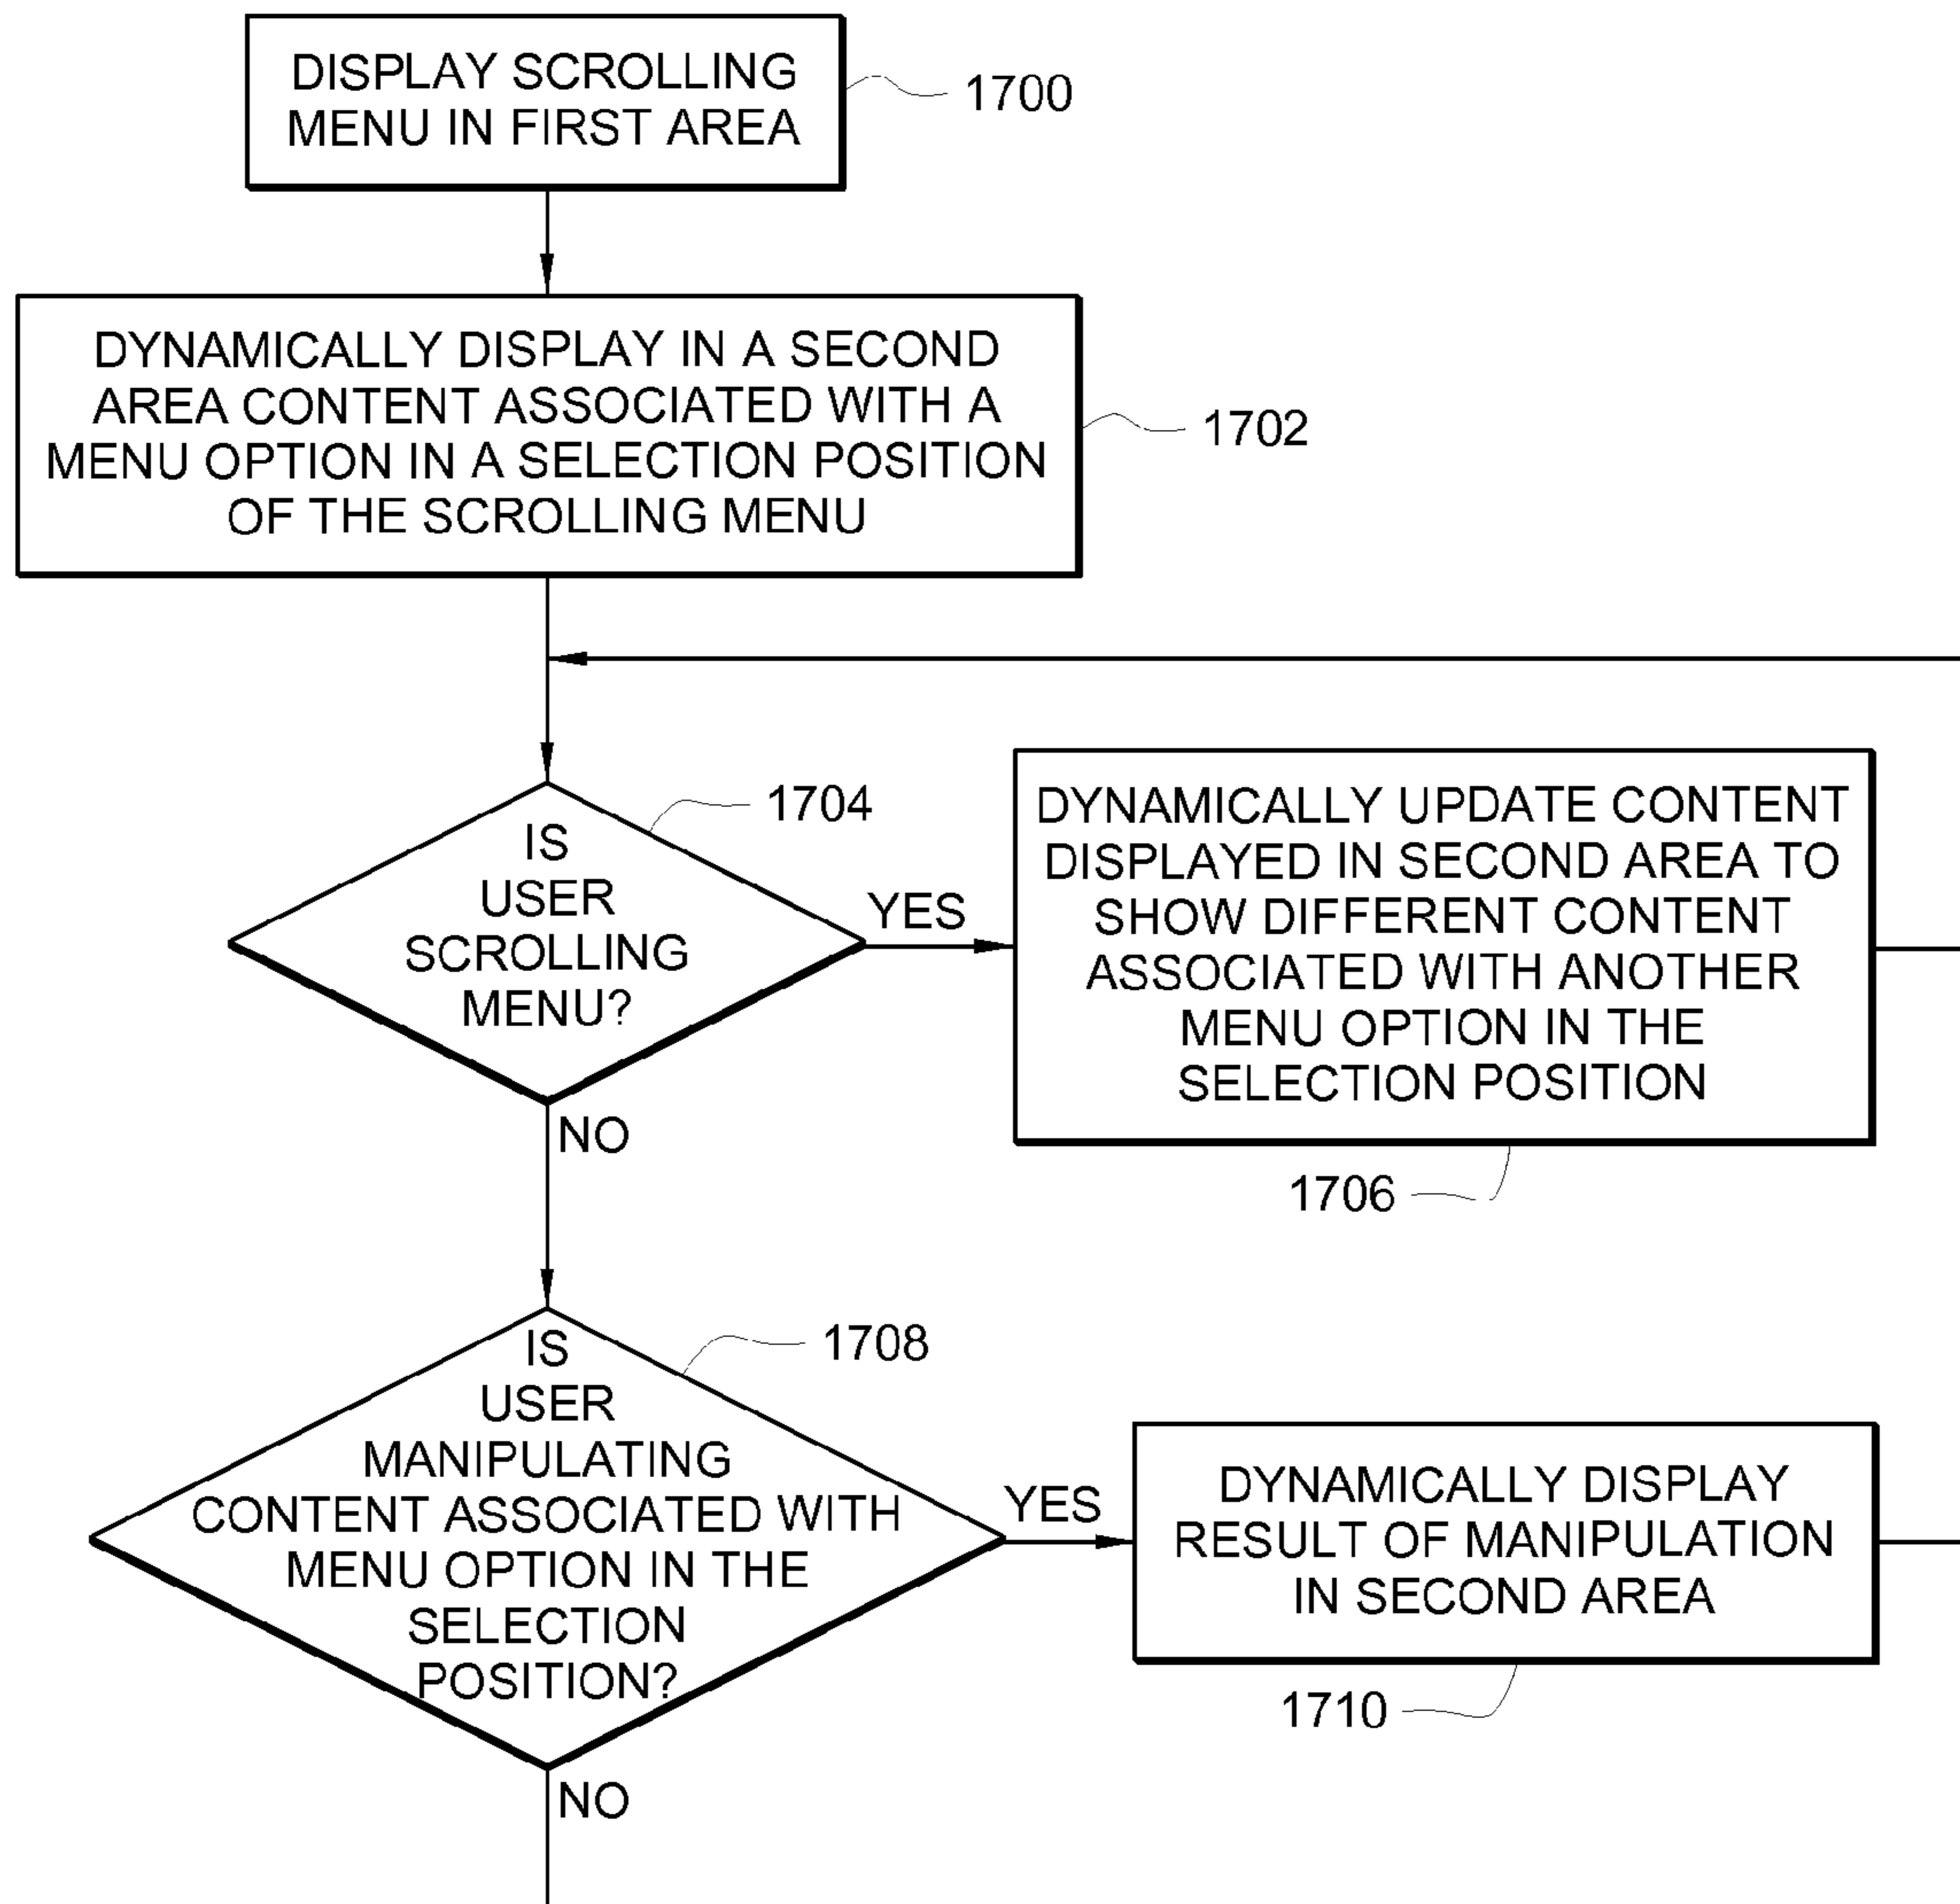 DISPLAY SCROLLING
MENU IN FIRST AREA
1700
DYNAMICALLY DISPLAY IN A SECOND
AREA CONTENT ASSOCIATED WITH A
MENU OPTION IN A SELECTION POSITION
OF THE SCROLLING MENU
1702
IS
USER
SCROLLING
MENU?
1704
YES
NO
DYNAMICALLY UPDATE CONTENT
DISPLAYED IN SECOND AREA TO
SHOW DIFFERENT CONTENT
ASSOCIATED WITH ANOTHER
MENU OPTION IN THE
SELECTION POSITION
1706
IS
USER
MANIPULATING
CONTENT ASSOCIATED WITH
MENU OPTION IN THE
SELECTION
POSITION?
1708
YES
NO
DYNAMICALLY DISPLAY
RESULT OF MANIPULATION
IN SECOND AREA
1710